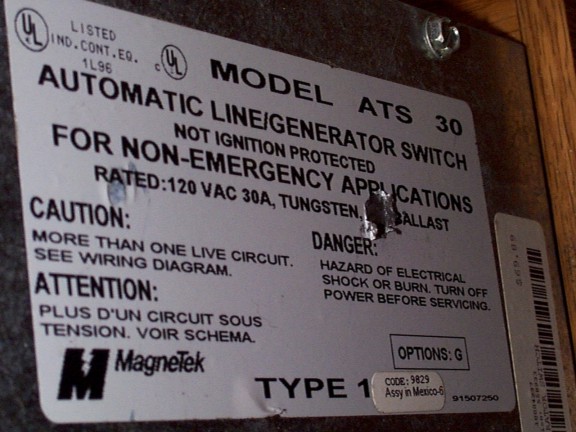 UL
LISTED
IND.CONT.EQ.
1L96
c UL
MODEL ATS 30
AUTOMATIC LINE/GENERATOR SWITCH
NOT IGNITION PROTECTED
FOR NON-EMERGENCY APPLICATIONS
RATED:120 VAC 30A, TUNGSTEN, BALLAST
CAUTION:
MORE THAN ONE LIVE CIRCUIT.
SEE WIRING DIAGRAM.
ATTENTION:
PLUS D'UN CIRCUIT SOUS
TENSION. VOIR SCHEMA.
DANGER:
HAZARD OF ELECTRICAL
SHOCK OR BURN. TURN OFF
POWER BEFORE SERVICING.
MagneTek
OPTIONS: G
TYPE 1
CODE: 9829
Assy in Mexico-6
91507250